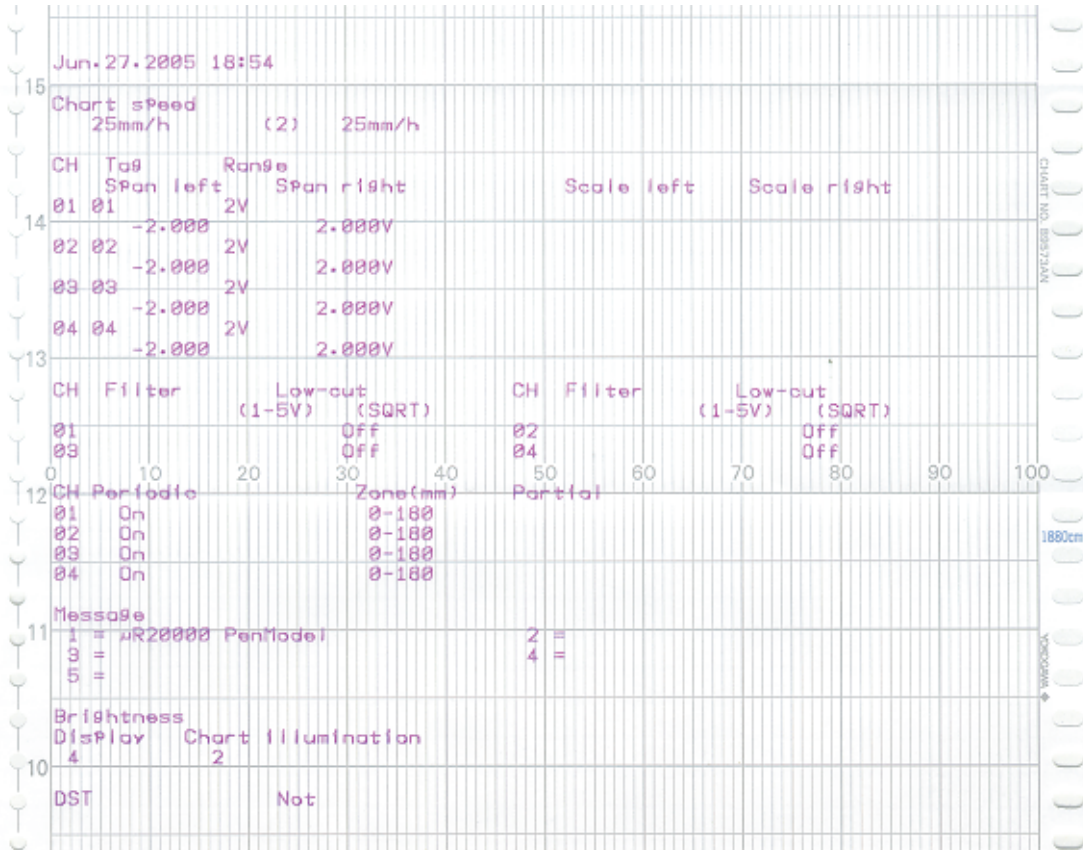 Jun.27.2005 18:54
15
Chart speed
25mm/h (2) 25mm/h
CH Tag Range
Span left Span right Scale left Scale right
01 01 2V
14
-2.000 2.000V
02 02 2V
-2.000 2.000V
03 03 2V
-2.000 2.000V
04 04 2V
-2.000 2.000V
13
CH Filter Low-cut CH Filter Low-cut
(1-5V) (SQRT) (1-5V) (SQRT)
01 Off 02 Off
03 Off 04 Off
0 10 20 30 40 50 60 70 80 90 100
12
CH Periodic Zone(mm) Partial
01 On 0-180
02 On 0-180
03 On 0-180
04 On 0-180
Message
11
1 = µR20000 PenModel 2 =
3 = 4 =
5 =
Brightness
Display Chart illumination
4 2
10
DST Not
CHART NO. B9573AN
1880cm
YOKOGAWA